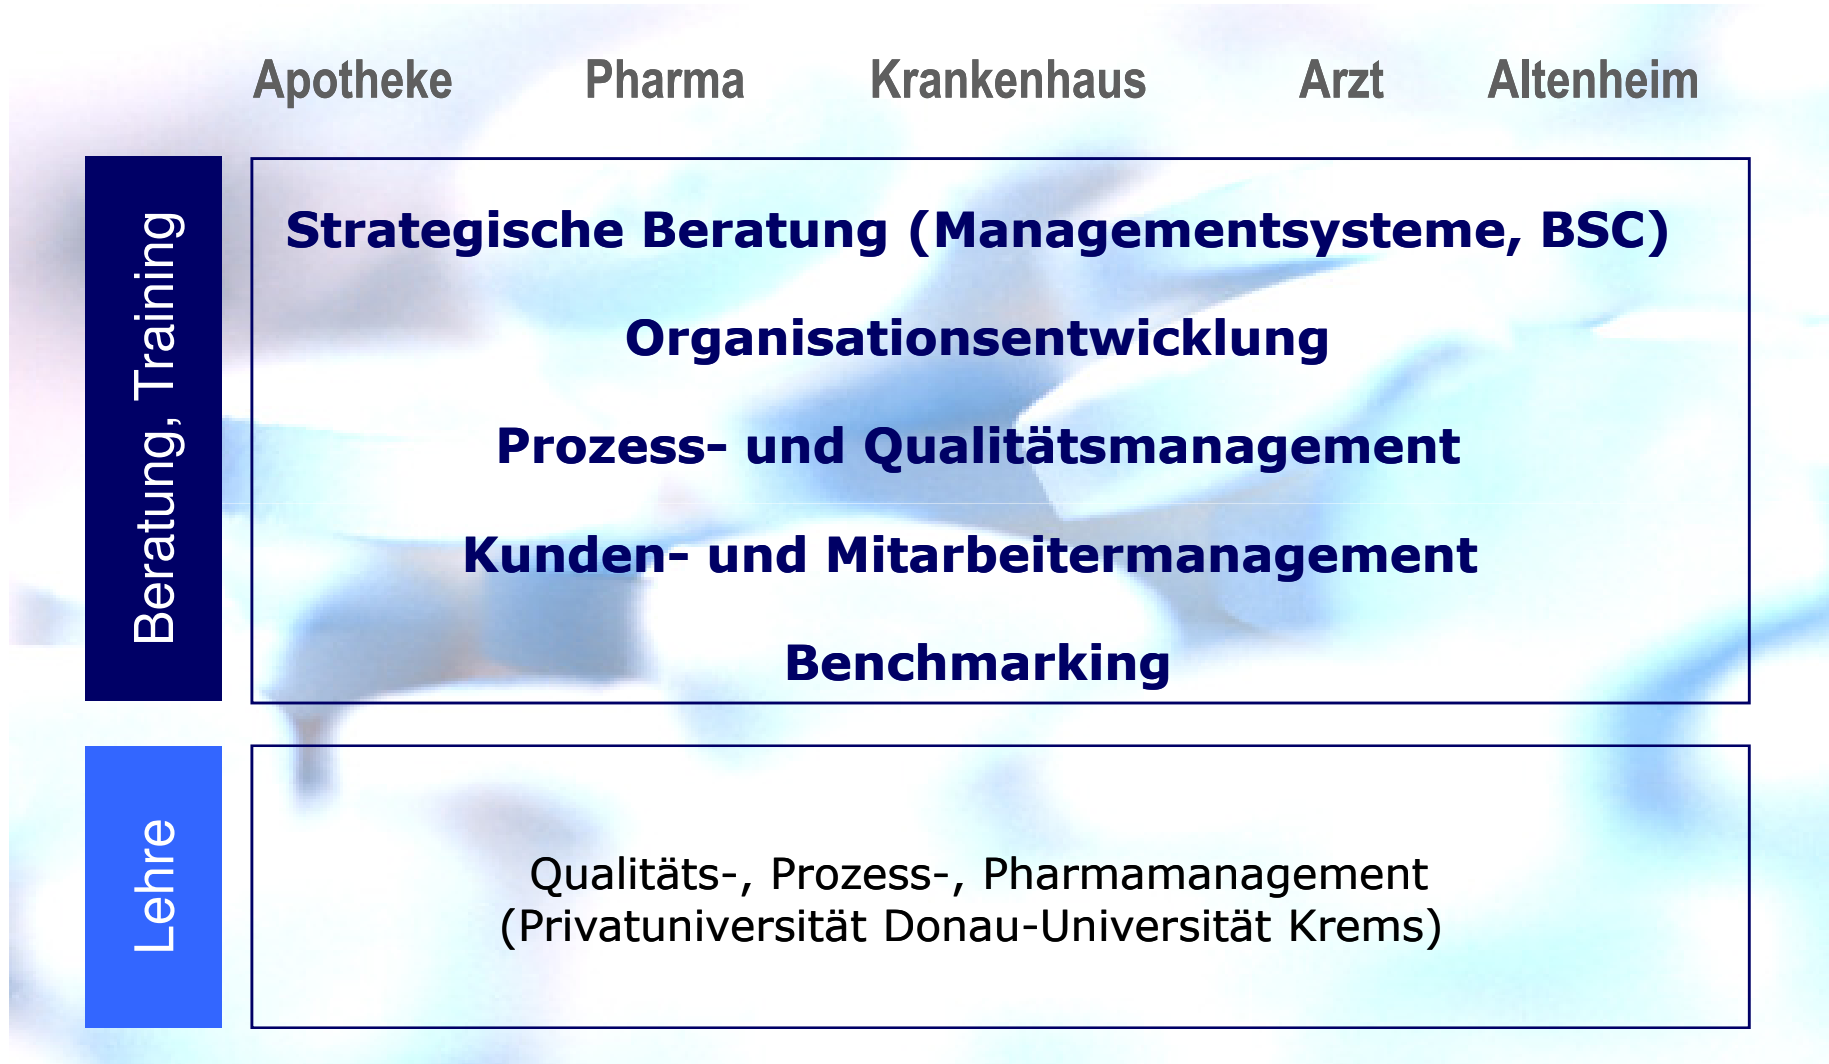 Apotheke Pharma Krankenhaus Arzt Altenheim
Beratung, Training
Strategische Beratung (Managementsysteme, BSC)
Organisationsentwicklung
Prozess- und Qualitätsmanagement
Kunden- und Mitarbeitermanagement
Benchmarking
Lehre
Qualitäts-, Prozess-, Pharmamanagement
(Privatuniversität Donau-Universität Krems)